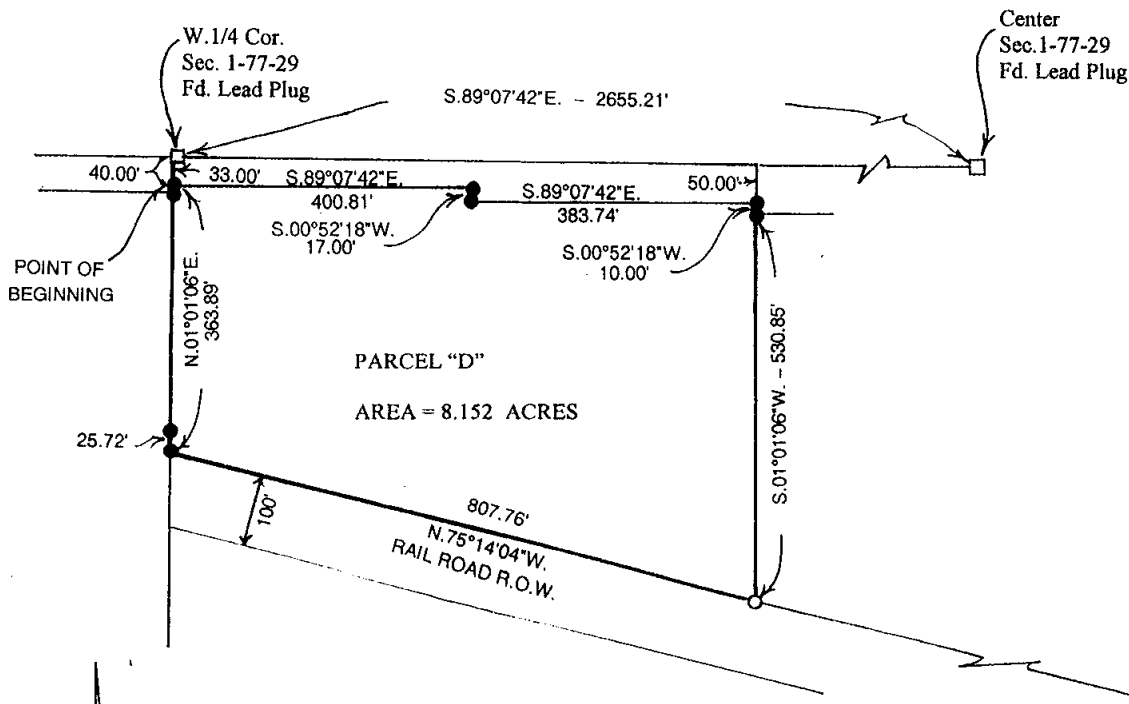 W.1/4 Cor.
Sec. 1-77-29
Fd. Lead Plug
Center
Sec.1-77-29
Fd. Lead Plug
S.89°07'42"E. - 2655.21'
40.00'
33.00'
S.89°07'42"E.
400.81'
S.00°52'18"W.
17.00'
S.89°07'42"E.
383.74'
50.00'
S.00°52'18"W.
10.00'
POINT OF
BEGINNING
N.01°01'06"E.
363.89'
S.01°01'06"W. - 530.85'
PARCEL "D"
AREA = 8.152 ACRES
25.72'
100'
807.76'
N.75°14'04"W.
RAIL ROAD R.O.W.